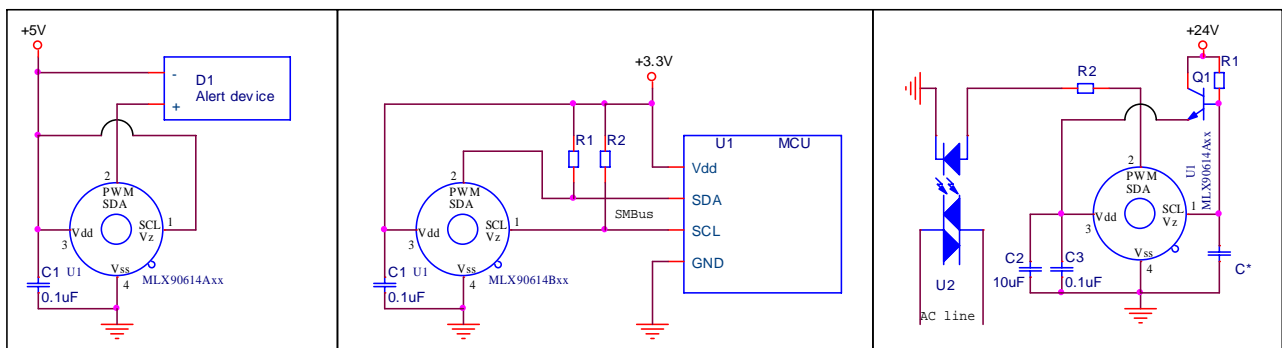 +5V
D1
Alert device
-
+
2
PWM
SDA
SCL
Vz
1
Vdd
3
Vss
4
C1
U1
0.1uF
MLX90614Axx
+3.3V
R1
R2
U1
MCU
Vdd
SDA
SCL
GND
SMBus
2
PWM
SDA
SCL
Vz
1
Vdd
3
Vss
4
C1
U1
0.1uF
MLX90614Bxx
+24V
R1
R2
Q1
U1
MLX90614Axx
2
PWM
SDA
SCL
Vz
1
Vdd
3
Vss
4
C2
10uF
C3
0.1uF
C*
U2
AC line